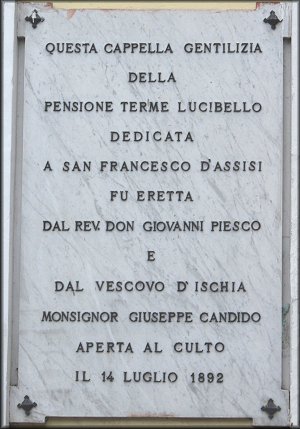 QUESTA CAPPELLA GENTILIZIA
DELLA
PENSIONE TERME LUCIBELLO
DEDICATA
A SAN FRANCESCO D'ASSISI
FU ERETTA
DAL REV. DON GIOVANNI PIESCO
E
DAL VESCOVO D'ISCHIA
MONSIGNOR GIUSEPPE CANDIDO
APERTA AL CULTO
IL 14 LUGLIO 1892